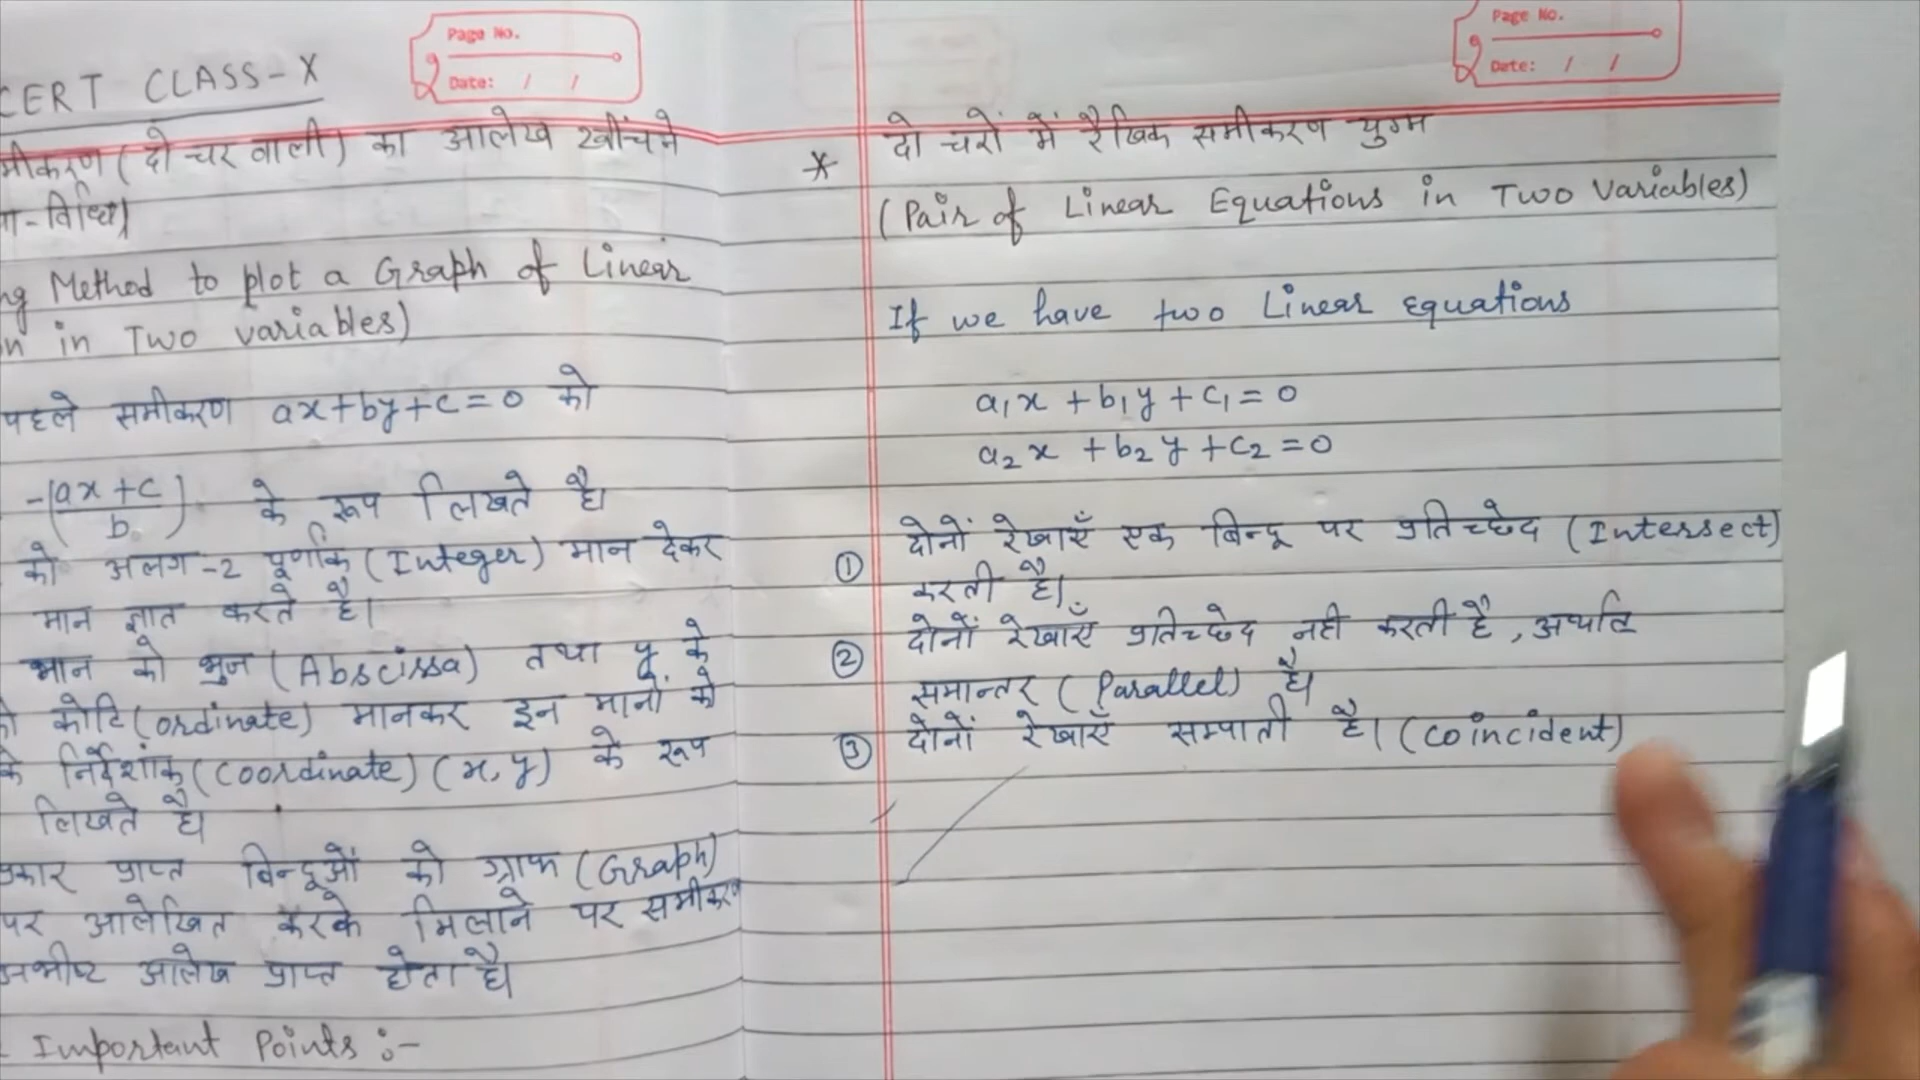 CERT CLASS-X
Page No.
Date: / /
मीकरण (दो चर वाली) का आलेख खींचने
-विधि)
ng Method to plot a Graph of Linear
n in Two variables)
पहले समीकरण ax+by+c=0 को
-(ax+c/b) के रूप लिखते है।
को अलग-2 पूर्णांक (Integer) मान देकर
मान ज्ञात करते है।
मान को भुज (Abscissa) तथा y के
कोटि (ordinate) मानकर इन मानों को
के निर्देशांक (Coordinate) (x, y) के रूप
लिखते है।
प्रकार प्राप्त बिन्दूओं को ग्राफ (Graph)
पर आलेखित करके मिलाने पर समीकरण
अभीष्ट आलेख प्राप्त होता है।
Important Points :-
Page No.
Date: / /
* दो चरों में रैखिक समीकरण युग्म
(Pair of Linear Equations in Two Variables)
If we have two Linear Equations
a₁x + b₁y + c₁ = 0
a₂x + b₂y + c₂ = 0
① दोनों रेखाएँ एक बिन्दू पर प्रतिच्छेद (Intersect)
करती है।
② दोनों रेखाएँ प्रतिच्छेद नही करती है, अर्थात
समान्तर (Parallel) है।
③ दोनों रेखाएँ सम्पाती है। (Coincident)